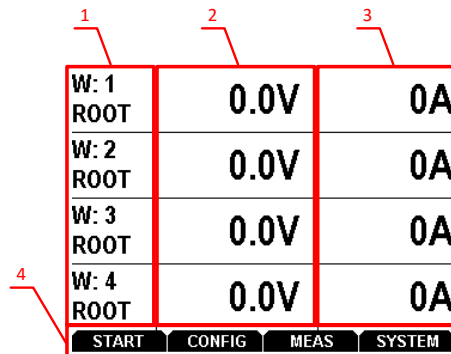 1 2 3
W: 1
ROOT 0.0V 0A
W: 2
ROOT 0.0V 0A
W: 3
ROOT 0.0V 0A
W: 4
ROOT 0.0V 0A
4
START CONFIG MEAS SYSTEM